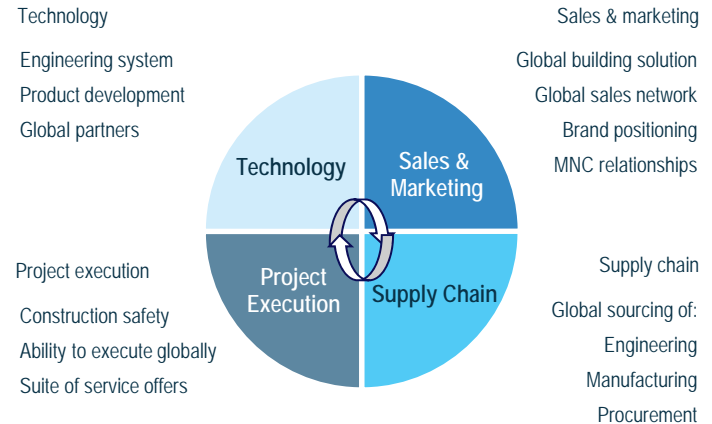 Technology
Engineering system
Product development
Global partners
Sales & marketing
Global building solution
Global sales network
Brand positioning
MNC relationships
Technology
Sales &
Marketing
Project
Execution
Supply Chain
Project execution
Construction safety
Ability to execute globally
Suite of service offers
Supply chain
Global sourcing of:
Engineering
Manufacturing
Procurement